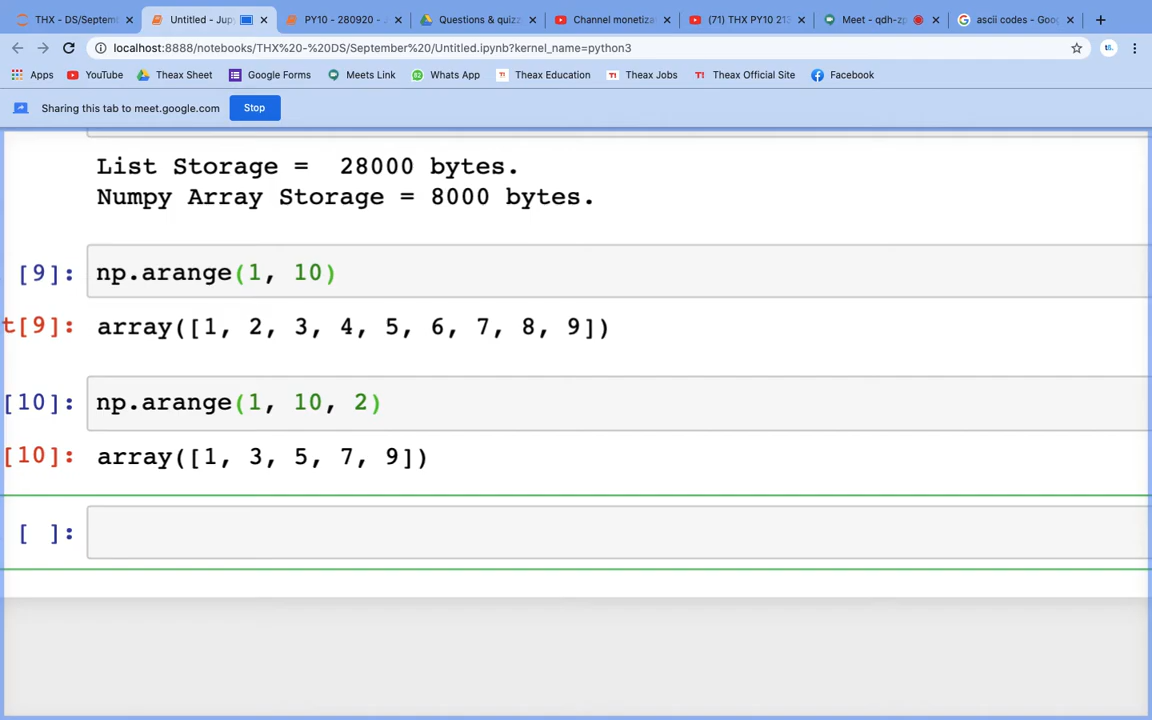 THX - DS/Septem
Untitled - Jup
PY10 - 280920 - J
Questions & quizz
Channel monetiza
(71) THX PY10 213
Meet - qdh-zp
ascii codes - Goo
localhost:8888/notebooks/THX%20-%20DS/September%20/Untitled.ipynb?kernel_name=python3
Apps
YouTube
Theax Sheet
Google Forms
Meets Link
Whats App
Theax Education
Theax Jobs
Theax Official Site
Facebook
Sharing this tab to meet.google.com
Stop
List Storage =  28000 bytes.
Numpy Array Storage = 8000 bytes.
[9]: np.arange(1, 10)
t[9]: array([1, 2, 3, 4, 5, 6, 7, 8, 9])
[10]: np.arange(1, 10, 2)
[10]: array([1, 3, 5, 7, 9])
[ ]: